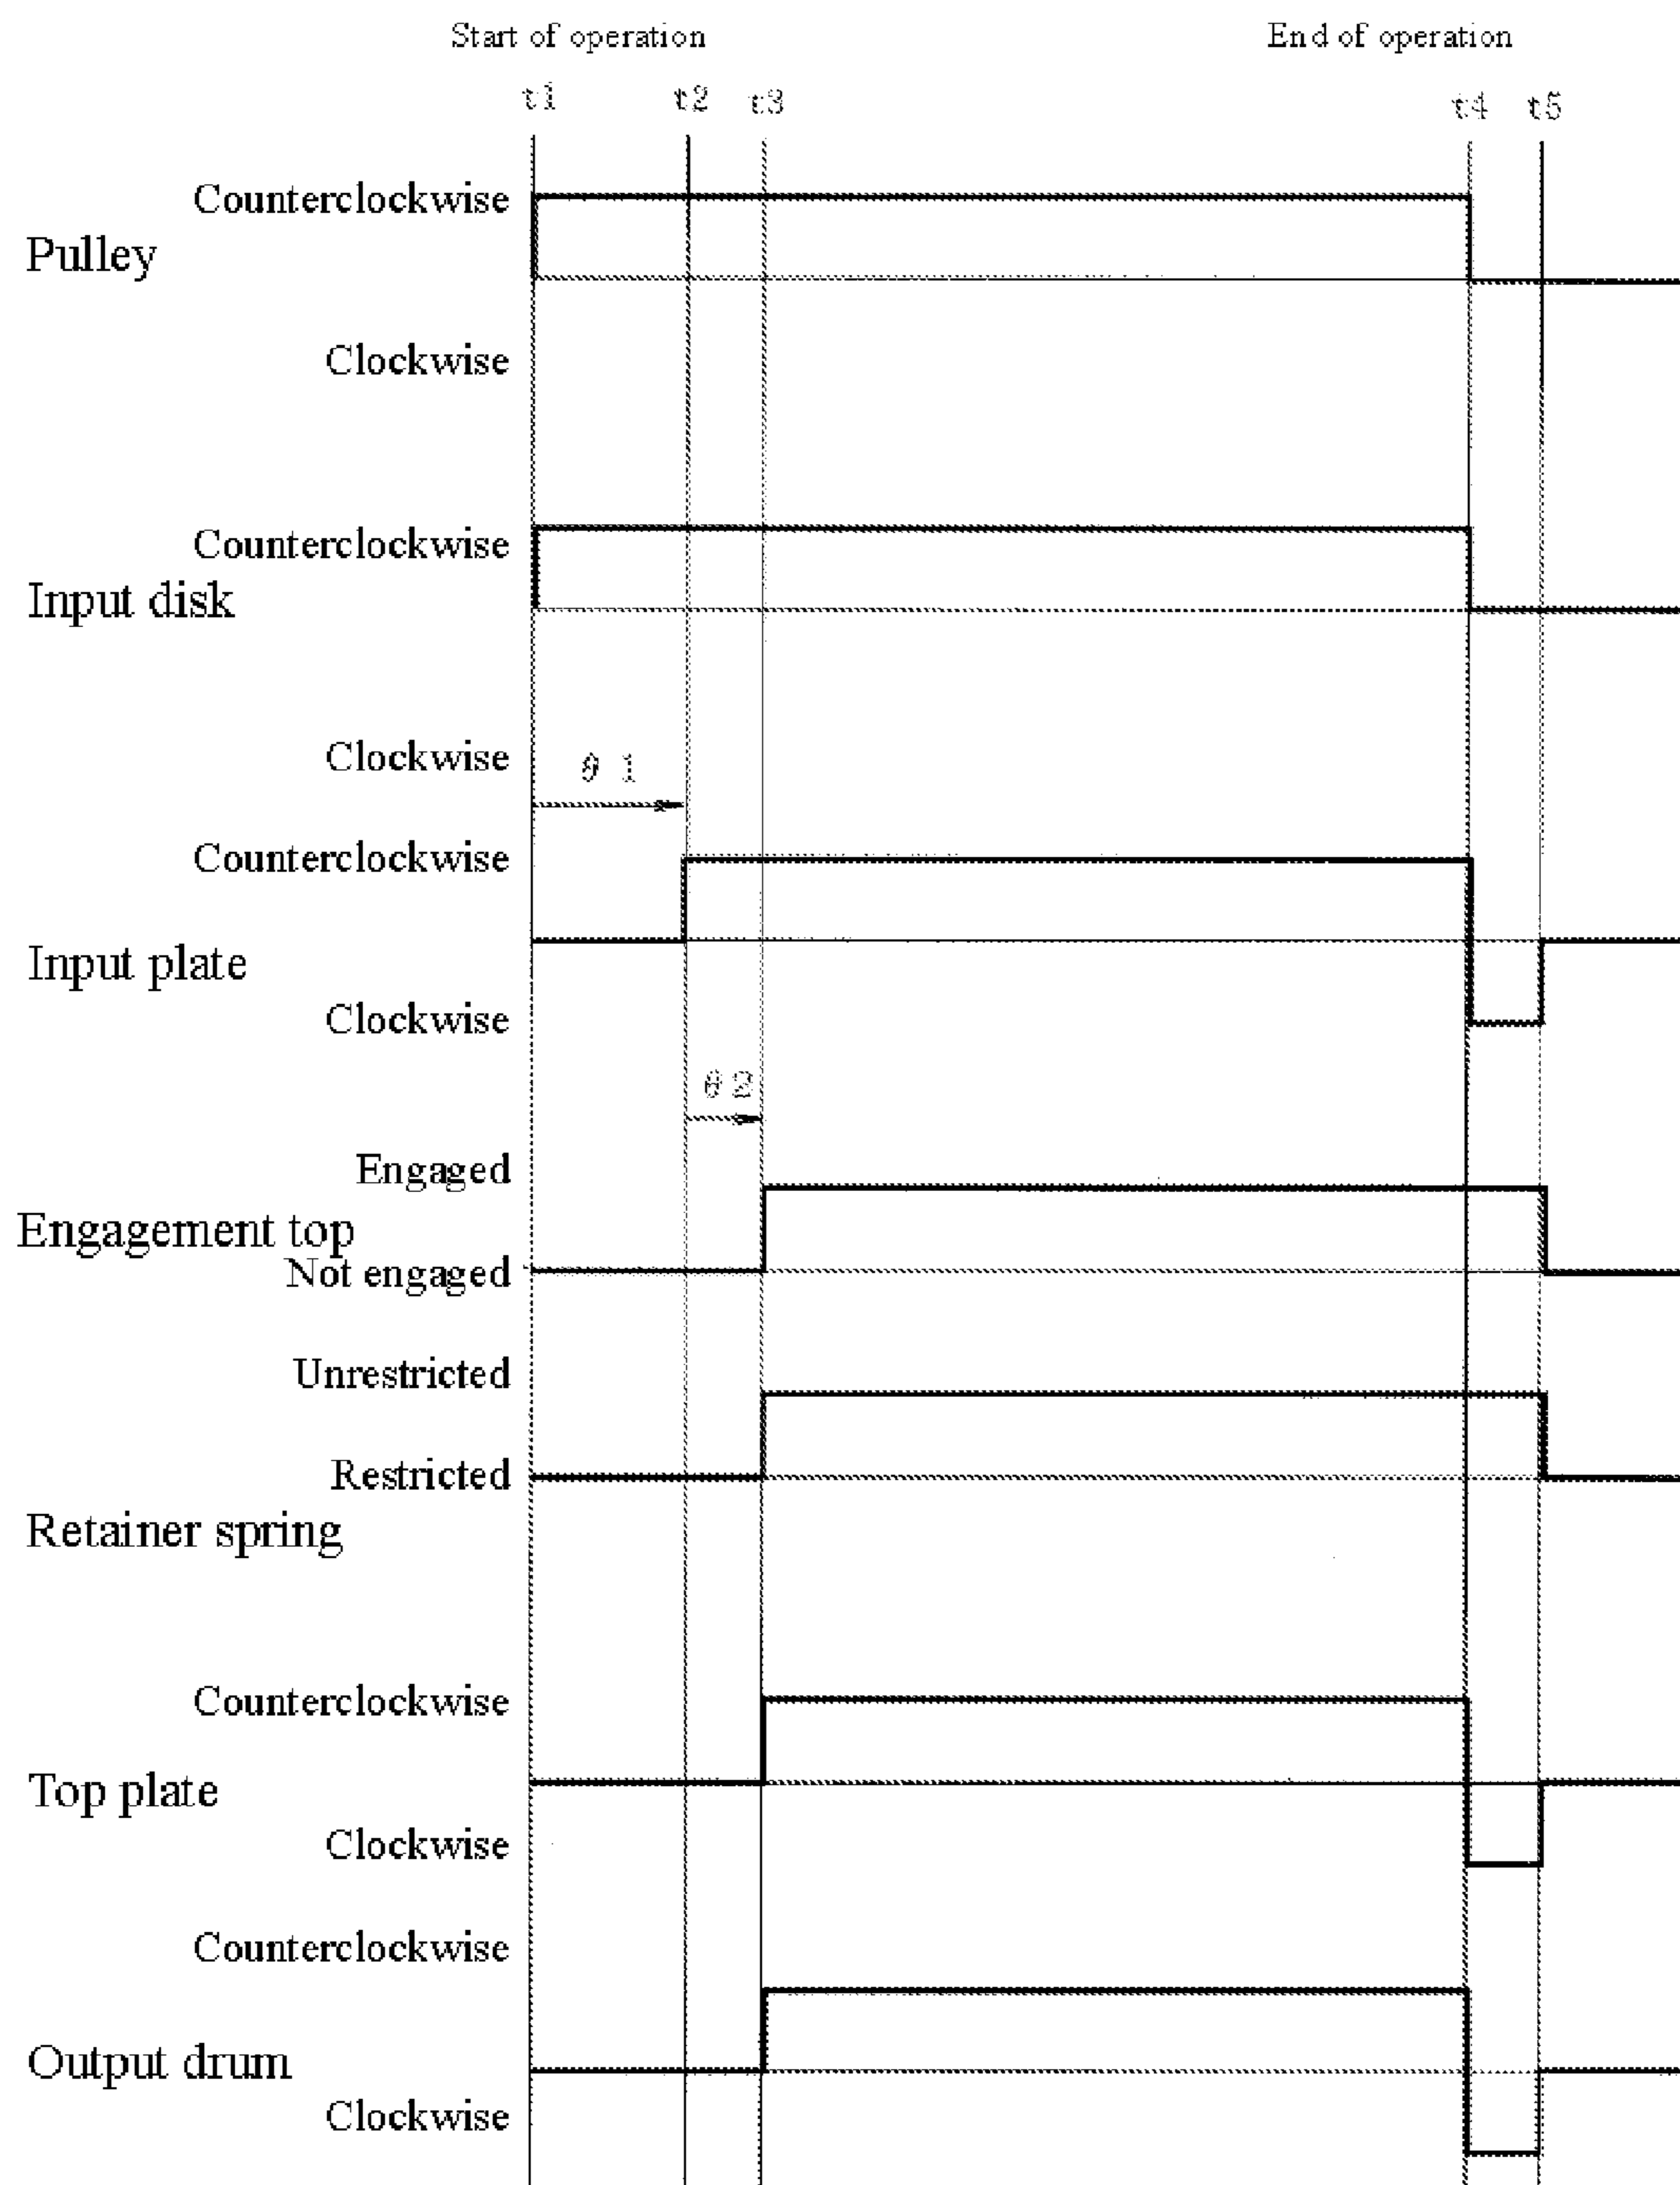 Start of operation
End of operation
t1
t2
t3
t4
t5
Counterclockwise
Pulley
Clockwise
Counterclockwise
Input disk
Clockwise
θ 1
Counterclockwise
Input plate
Clockwise
θ 2
Engaged
Engagement top
Not engaged
Unrestricted
Restricted
Retainer spring
Counterclockwise
Top plate
Clockwise
Counterclockwise
Output drum
Clockwise